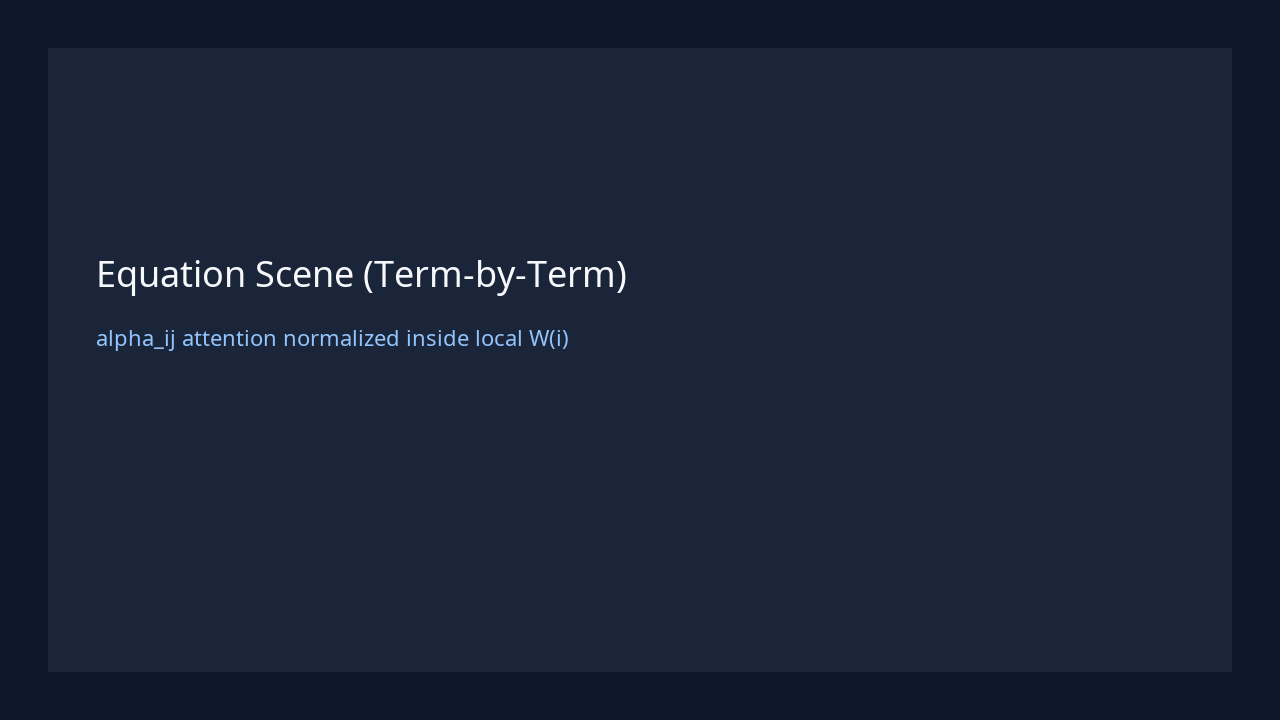 Equation Scene (Term-by-Term)
alpha_ij attention normalized inside local W(i)